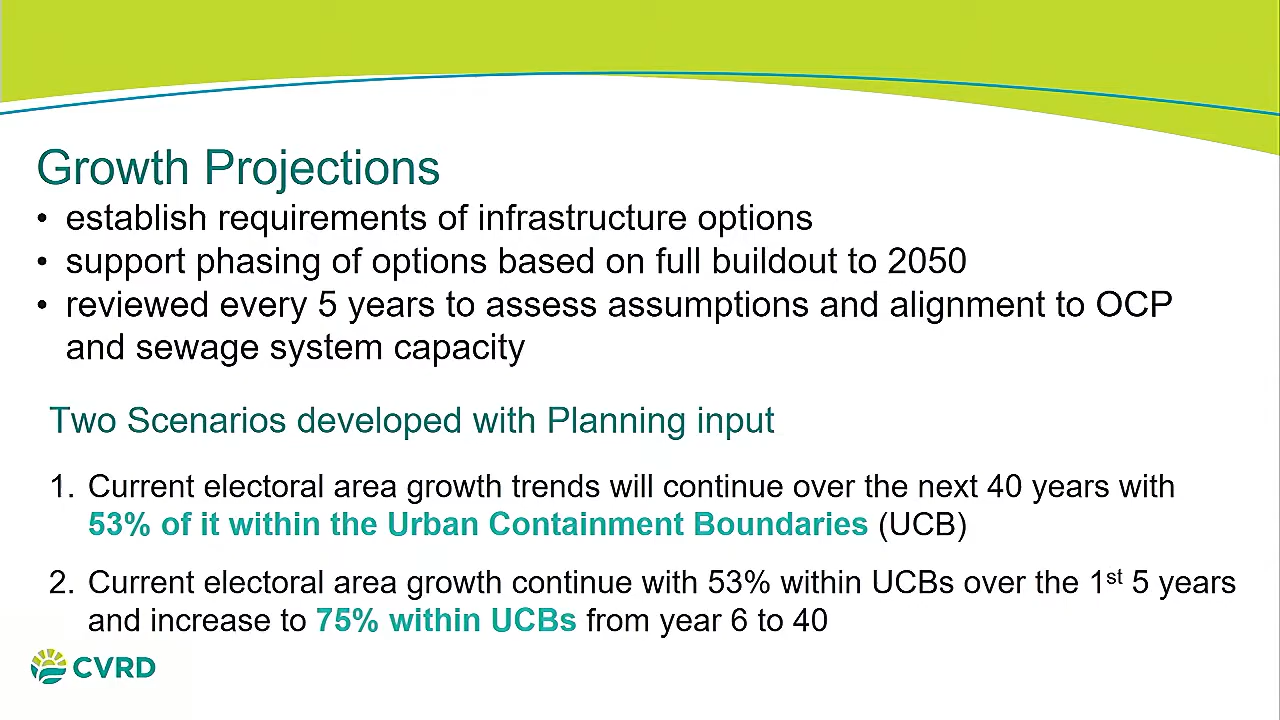 Growth Projections
• establish requirements of infrastructure options
• support phasing of options based on full buildout to 2050
• reviewed every 5 years to assess assumptions and alignment to OCP
and sewage system capacity
Two Scenarios developed with Planning input
1. Current electoral area growth trends will continue over the next 40 years with
53% of it within the Urban Containment Boundaries (UCB)
2. Current electoral area growth continue with 53% within UCBs over the 1st 5 years
and increase to 75% within UCBs from year 6 to 40
CVRD